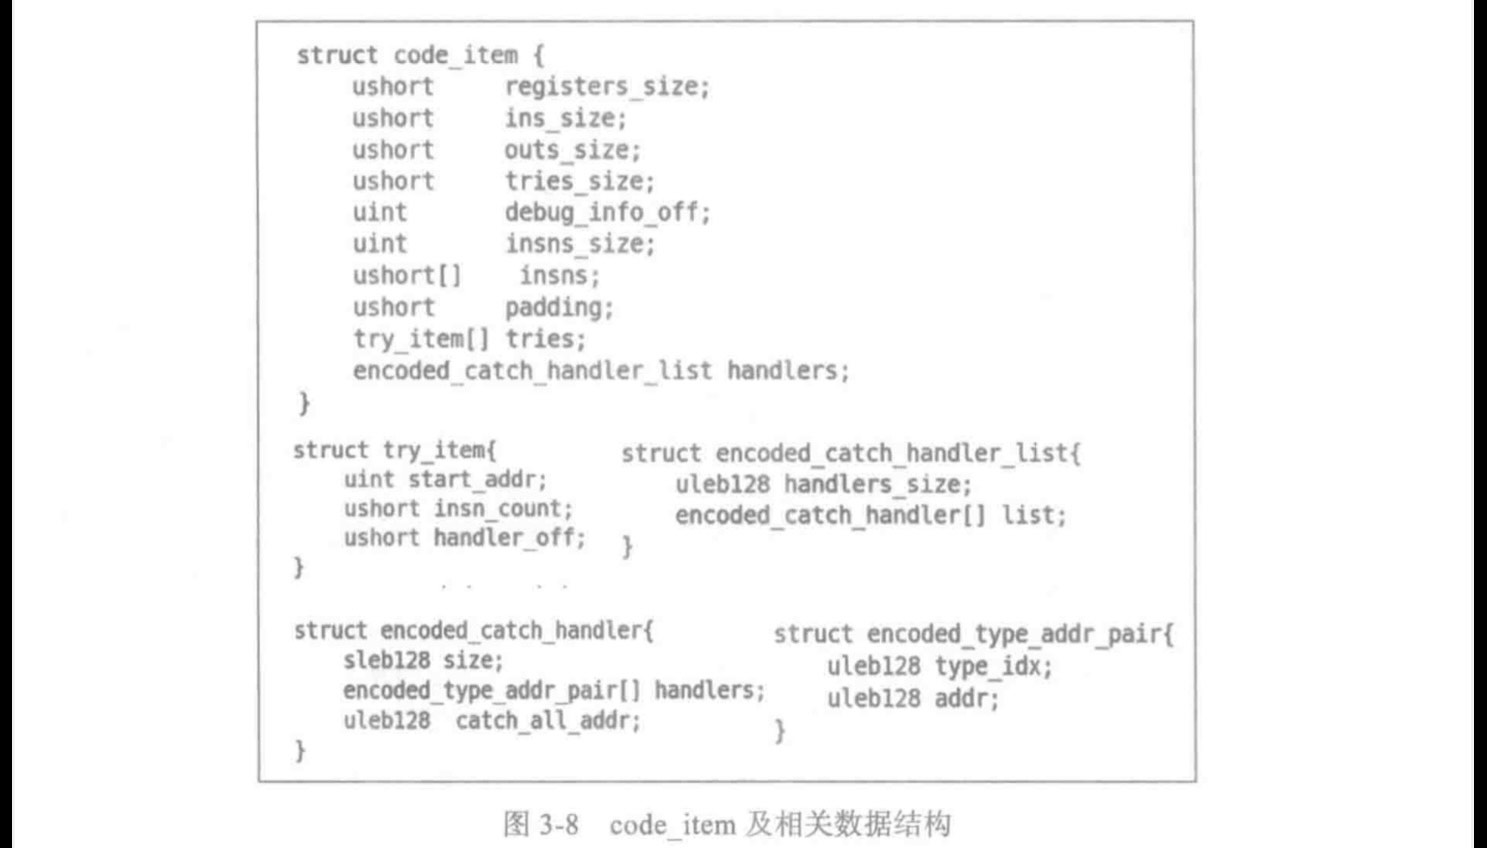 struct code_item {
ushort registers_size;
ushort ins_size;
ushort outs_size;
ushort tries_size;
uint debug_info_off;
uint insns_size;
ushort[] insns;
ushort padding;
try_item[] tries;
encoded_catch_handler_list handlers;
}
struct try_item{
uint start_addr;
ushort insn_count;
ushort handler_off;
}
struct encoded_catch_handler_list{
uleb128 handlers_size;
encoded_catch_handler[] list;
}
struct encoded_catch_handler{
sleb128 size;
encoded_type_addr_pair[] handlers;
uleb128 catch_all_addr;
}
struct encoded_type_addr_pair{
uleb128 type_idx;
uleb128 addr;
}
图 3-8 code_item 及相关数据结构